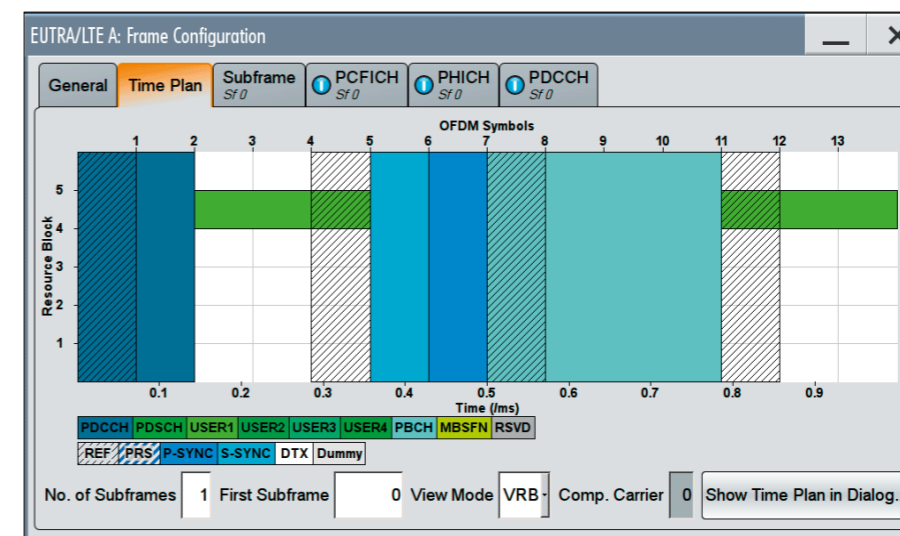 EUTRA/LTE A: Frame Configuration
General Time Plan Subframe Sf 0 PCFICH Sf 0 PHICH Sf 0 PDCCH Sf 0
OFDM Symbols
1 2 3 4 5 6 7 8 9 10 11 12 13
Resource Block
5
4
3
2
1
0.1 0.2 0.3 0.4 0.5 0.6 0.7 0.8 0.9
Time (/ms)
PDCCH PDSCH USER1 USER2 USER3 USER4 PBCH MBSFN RSVD
REF PRS P-SYNC S-SYNC DTX Dummy
No. of Subframes 1 First Subframe 0 View Mode VRB Comp. Carrier 0 Show Time Plan in Dialog.